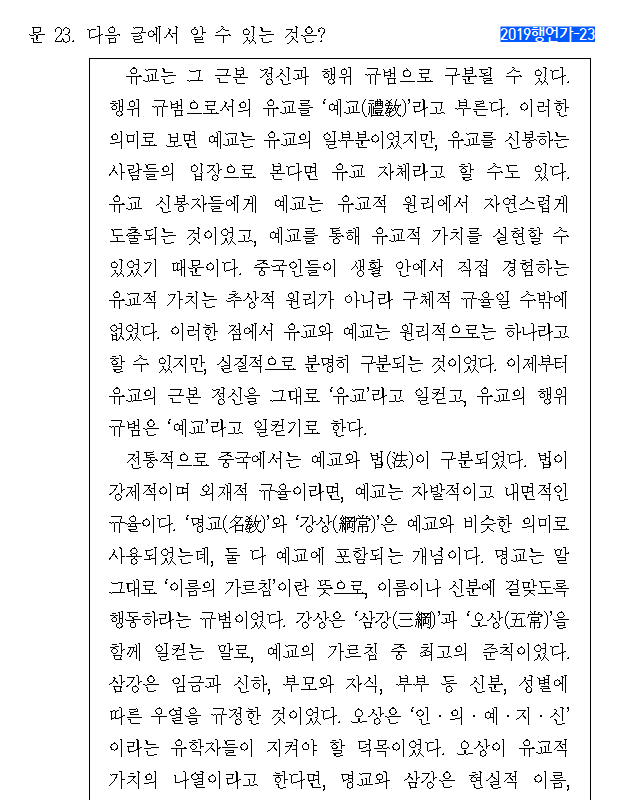 문 23. 다음 글에서 알 수 있는 것은?
2019행언가-23
유교는 그 근본 정신과 행위 규범으로 구분될 수 있다.
행위 규범으로서의 유교를 ‘예교(禮敎)’라고 부른다. 이러한
의미로 보면 예교는 유교의 일부분이었지만, 유교를 신봉하는
사람들의 입장으로 본다면 유교 자체라고 할 수도 있다.
유교 신봉자들에게 예교는 유교적 원리에서 자연스럽게
도출되는 것이었고, 예교를 통해 유교적 가치를 실현할 수
있었기 때문이다. 중국인들이 생활 안에서 직접 경험하는
유교적 가치는 추상적 원리가 아니라 구체적 규율일 수밖에
없었다. 이러한 점에서 유교와 예교는 원리적으로는 하나라고
할 수 있지만, 실질적으로 분명히 구분되는 것이었다. 이제부터
유교의 근본 정신을 그대로 ‘유교’라고 일컫고, 유교의 행위
규범은 ‘예교’라고 일컫기로 한다.
전통적으로 중국에서는 예교와 법(法)이 구분되었다. 법이
강제적이며 외재적 규율이라면, 예교는 자발적이고 내면적인
규율이다. ‘명교(名敎)’와 ‘강상(綱常)’은 예교와 비슷한 의미로
사용되었는데, 둘 다 예교에 포함되는 개념이다. 명교는 말
그대로 ‘이름의 가르침’이란 뜻으로, 이름이나 신분에 걸맞도록
행동하라는 규범이었다. 강상은 ‘삼강(三綱)’과 ‘오상(五常)’을
함께 일컫는 말로, 예교의 가르침 중 최고의 준칙이었다.
삼강은 임금과 신하, 부모와 자식, 부부 등 신분, 성별에
따른 우열을 규정한 것이었다. 오상은 ‘인·의·예·지·신’
이라는 유학자들이 지켜야 할 덕목이었다. 오상이 유교적
가치의 나열이라고 한다면, 명교와 삼강은 현실적 이름,